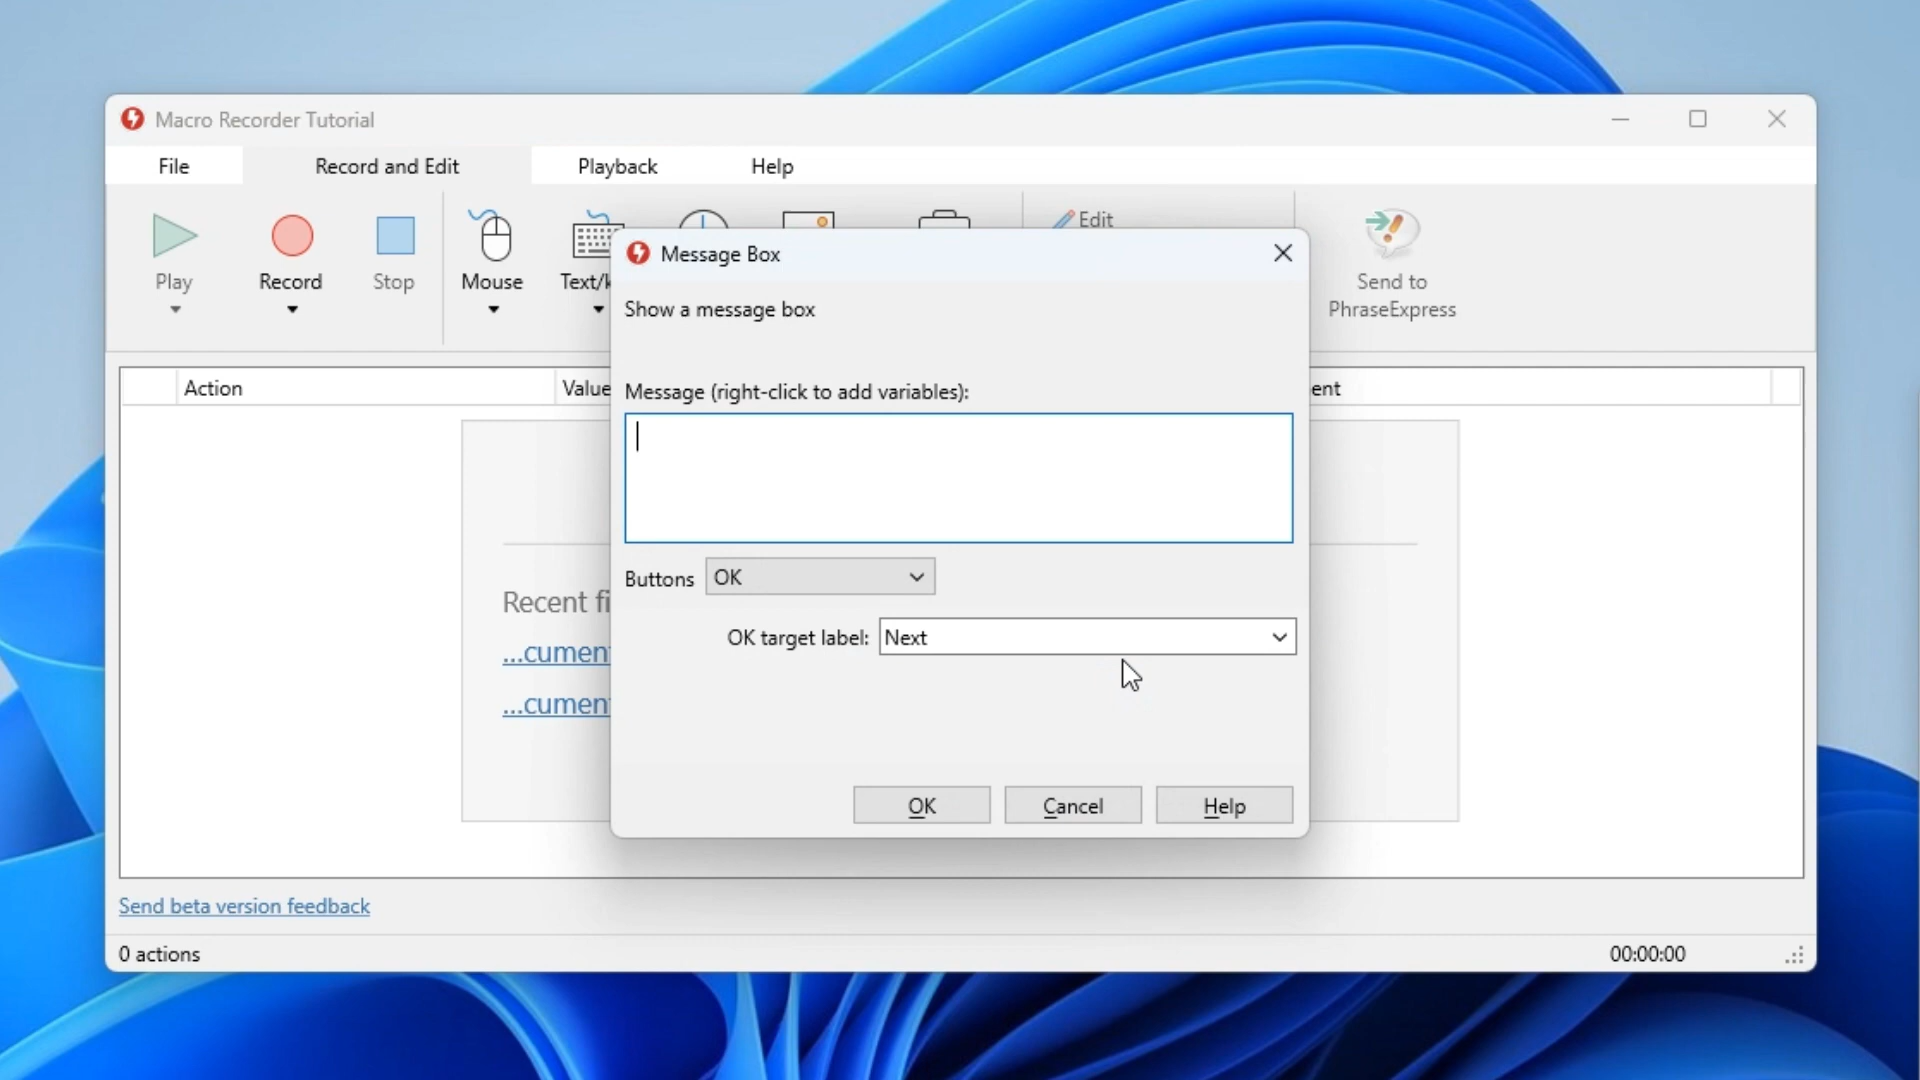 Macro Recorder Tutorial
File Record and Edit Playback Help
Play Record Stop Mouse Text/k Edit Send to PhraseExpress
Message Box
Show a message box
Action Value ent
Message (right-click to add variables):
Buttons OK
Recent fi
OK target label: Next
...cument
...cument
OK Cancel Help
Send beta version feedback
0 actions 00:00:00